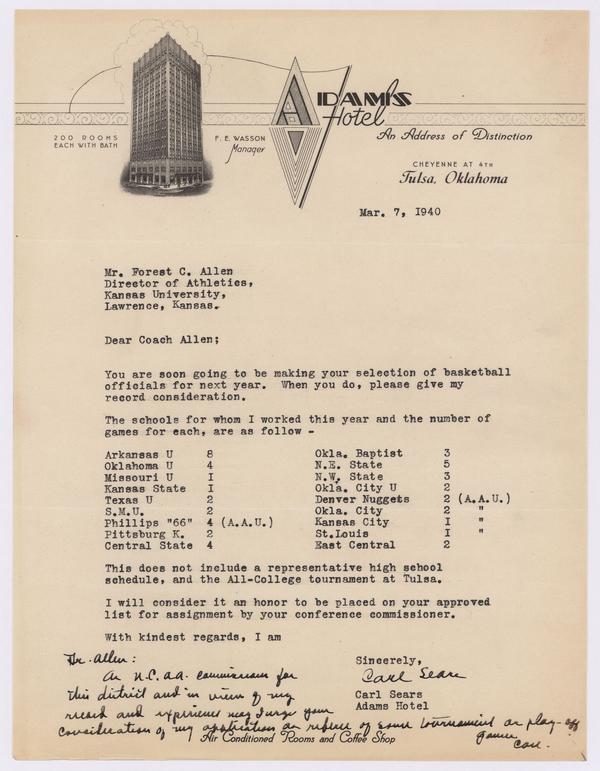 200 ROOMS
EACH WITH BATH
F. E. WASSON
Manager
ADAMS
Hotel
An Address of Distinction
CHEYENNE AT 4TH
Tulsa, Oklahoma
Mar. 7, I940
Mr. Forest C. Allen
Director of Athletics,
Kansas University,
Lawrence, Kansas.
Dear Coach Allen;
You are soon going to be making your selection of basketball
officials for next year. When you do, please give my
record consideration.
The schools for whom I worked this year and the number of
games for each, are as follow -
Arkansas U 8 Okla. Baptist 3
Oklahoma U 4 N.E. State 5
Missouri U I N.W. State 3
Kansas State I Okla. City U 2
Texas U 2 Denver Nuggets 2 (A.A.U.)
S.M.U. 2 Okla. City 2 "
Phillips "66" 4 (A.A.U.) Kansas City I "
Pittsburg K. 2 St.Louis I "
Central State 4 East Central 2
This does not include a representative high school
schedule, and the All-College tournament at Tulsa.
I will consider it an honor to be placed on your approved
list for assignment by your conference commissioner.
With kindest regards, I am
Sincerely,
Carl Sears
Carl Sears
Adams Hotel
Dr. Allen:
As N.C.AA. commissioner for
this district and in view of my
record and experience may I urge your
consideration of my application as referee of some tournament or play-off
game
Carl.
Air Conditioned Rooms and Coffee Shop